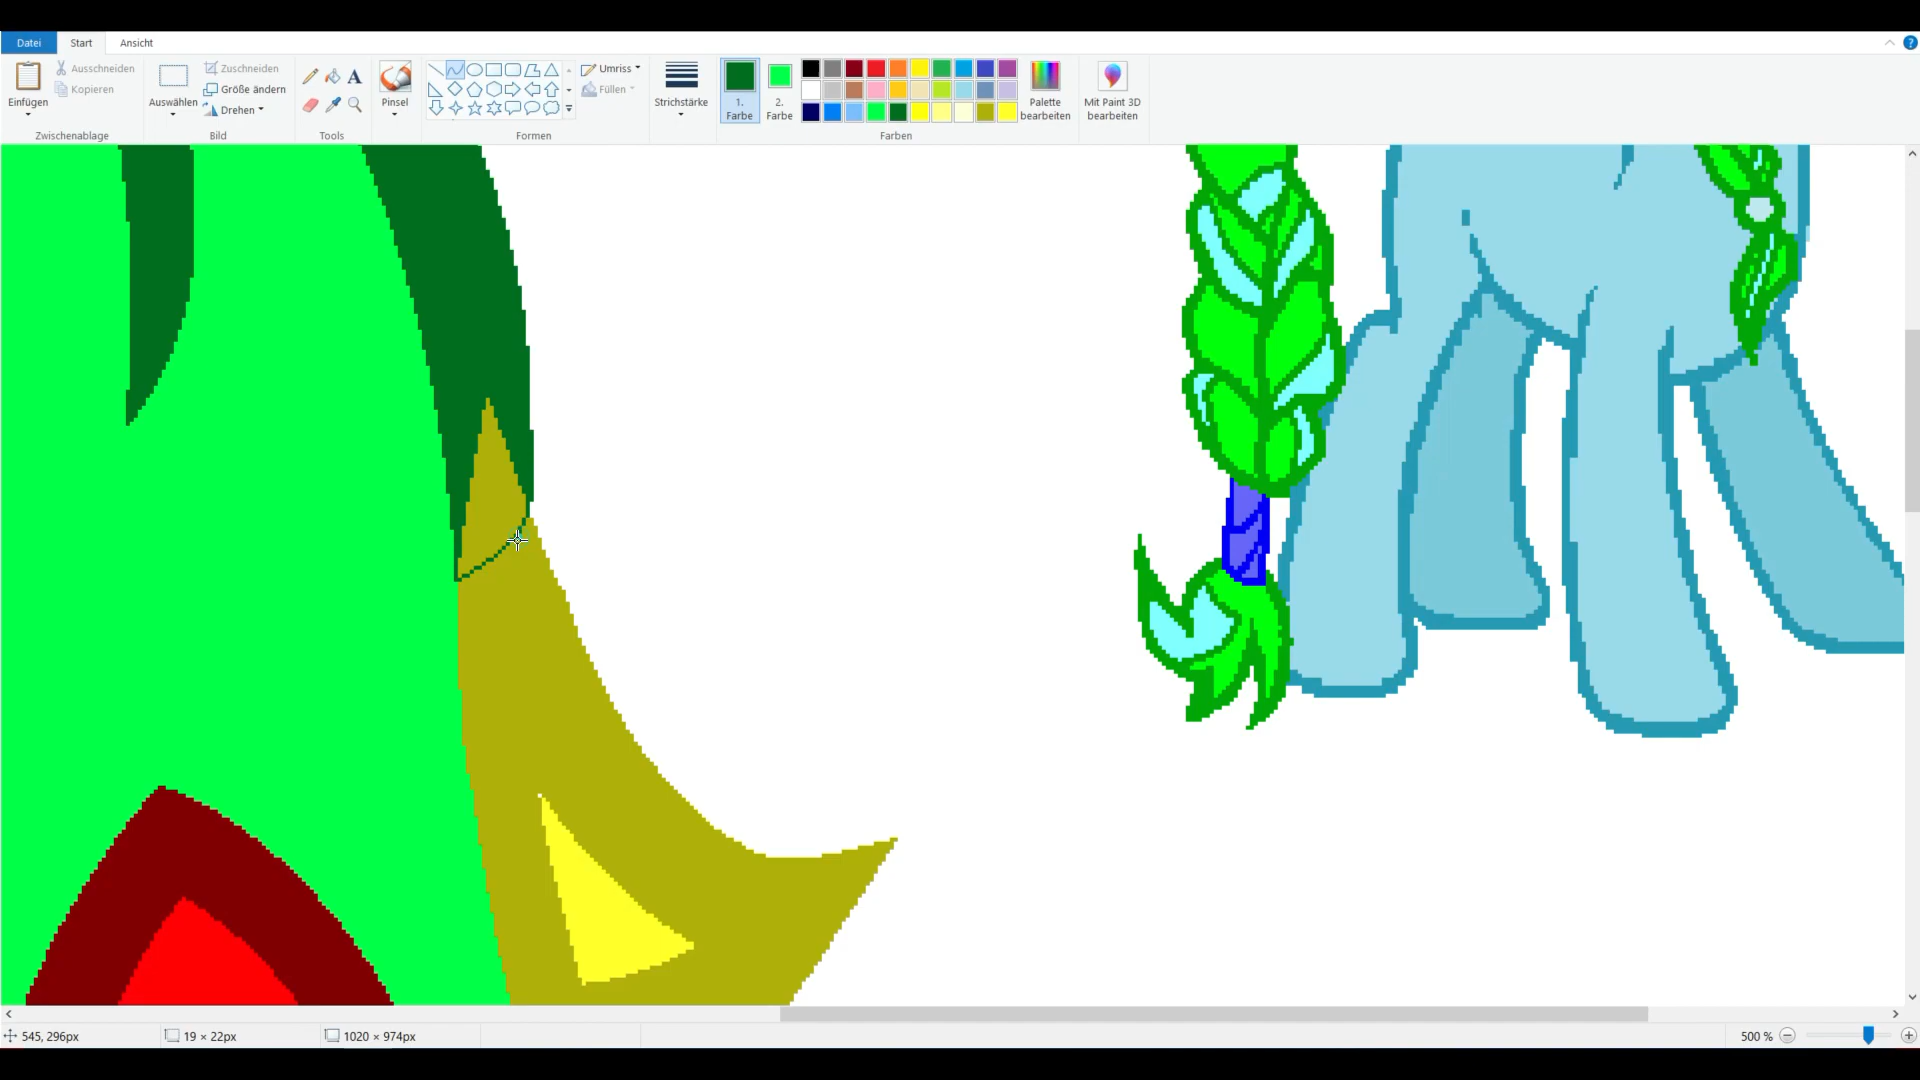 Datei Start Ansicht
Ausschneiden Zuschneiden A Umriss
Kopieren Größe ändern Füllen
Einfügen Auswählen Drehen Pinsel Strichstärke 1. Farbe 2. Farbe Palette bearbeiten Mit Paint 3D bearbeiten
Zwischenablage Bild Tools Formen Farben
545, 296px 19 × 22px 1020 × 974px 500 %